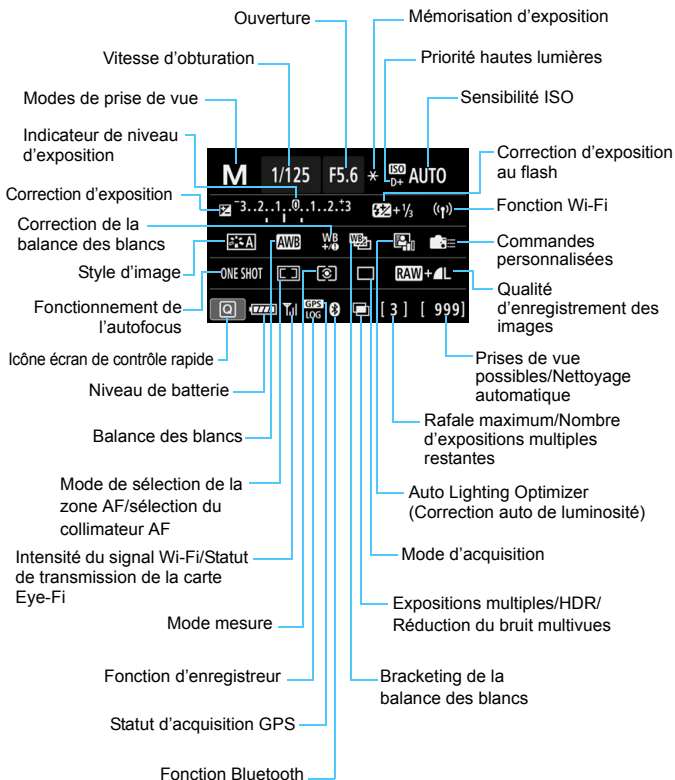 Ouverture
Mémorisation d'exposition
Vitesse d'obturation
Priorité hautes lumières
Modes de prise de vue
Sensibilité ISO
Indicateur de niveau
d'exposition
Correction d'exposition
au flash
M 1/125 F5.6 * ISO D+ AUTO
Correction d'exposition
-3..2..1..0..1..2..+3 +1/3
Fonction Wi-Fi
Correction de la
balance des blancs
A AWB WB +/- WB
Commandes
personnalisées
Style d'image
ONE SHOT RAW+L
Qualité
d'enregistrement des
images
Fonctionnement de
l'autofocus
Q GPS LOG [ 3 ] [ 999]
Icône écran de contrôle rapide
Prises de vue
possibles/Nettoyage
automatique
Niveau de batterie
Rafale maximum/Nombre
d'expositions multiples
restantes
Balance des blancs
Mode de sélection de la
zone AF/sélection du
collimateur AF
Auto Lighting Optimizer
(Correction auto de luminosité)
Intensité du signal Wi-Fi/Statut
de transmission de la carte
Eye-Fi
Mode d'acquisition
Mode mesure
Expositions multiples/HDR/
Réduction du bruit multivues
Fonction d'enregistreur
Bracketing de la
balance des blancs
Statut d'acquisition GPS
Fonction Bluetooth